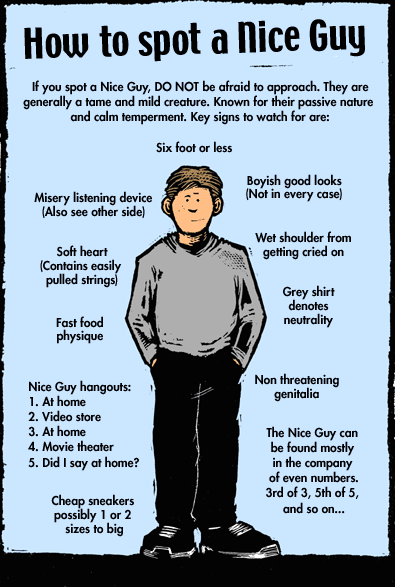 How to spot a Nice Guy
If you spot a Nice Guy, DO NOT be afraid to approach. They are
generally a tame and mild creature. Known for their passive nature
and calm temperment. Key signs to watch for are:
Six foot or less
Misery listening device
(Also see other side)
Boyish good looks
(Not in every case)
Soft heart
(Contains easily
pulled strings)
Wet shoulder from
getting cried on
Grey shirt
denotes
neutrality
Fast food
physique
Nice Guy hangouts:
1. At home
2. Video store
3. At home
4. Movie theater
5. Did I say at home?
Non threatening
genitalia
The Nice Guy can
be found mostly
in the company
of even numbers.
3rd of 3, 5th of 5,
and so on...
Cheap sneakers
possibly 1 or 2
sizes to big